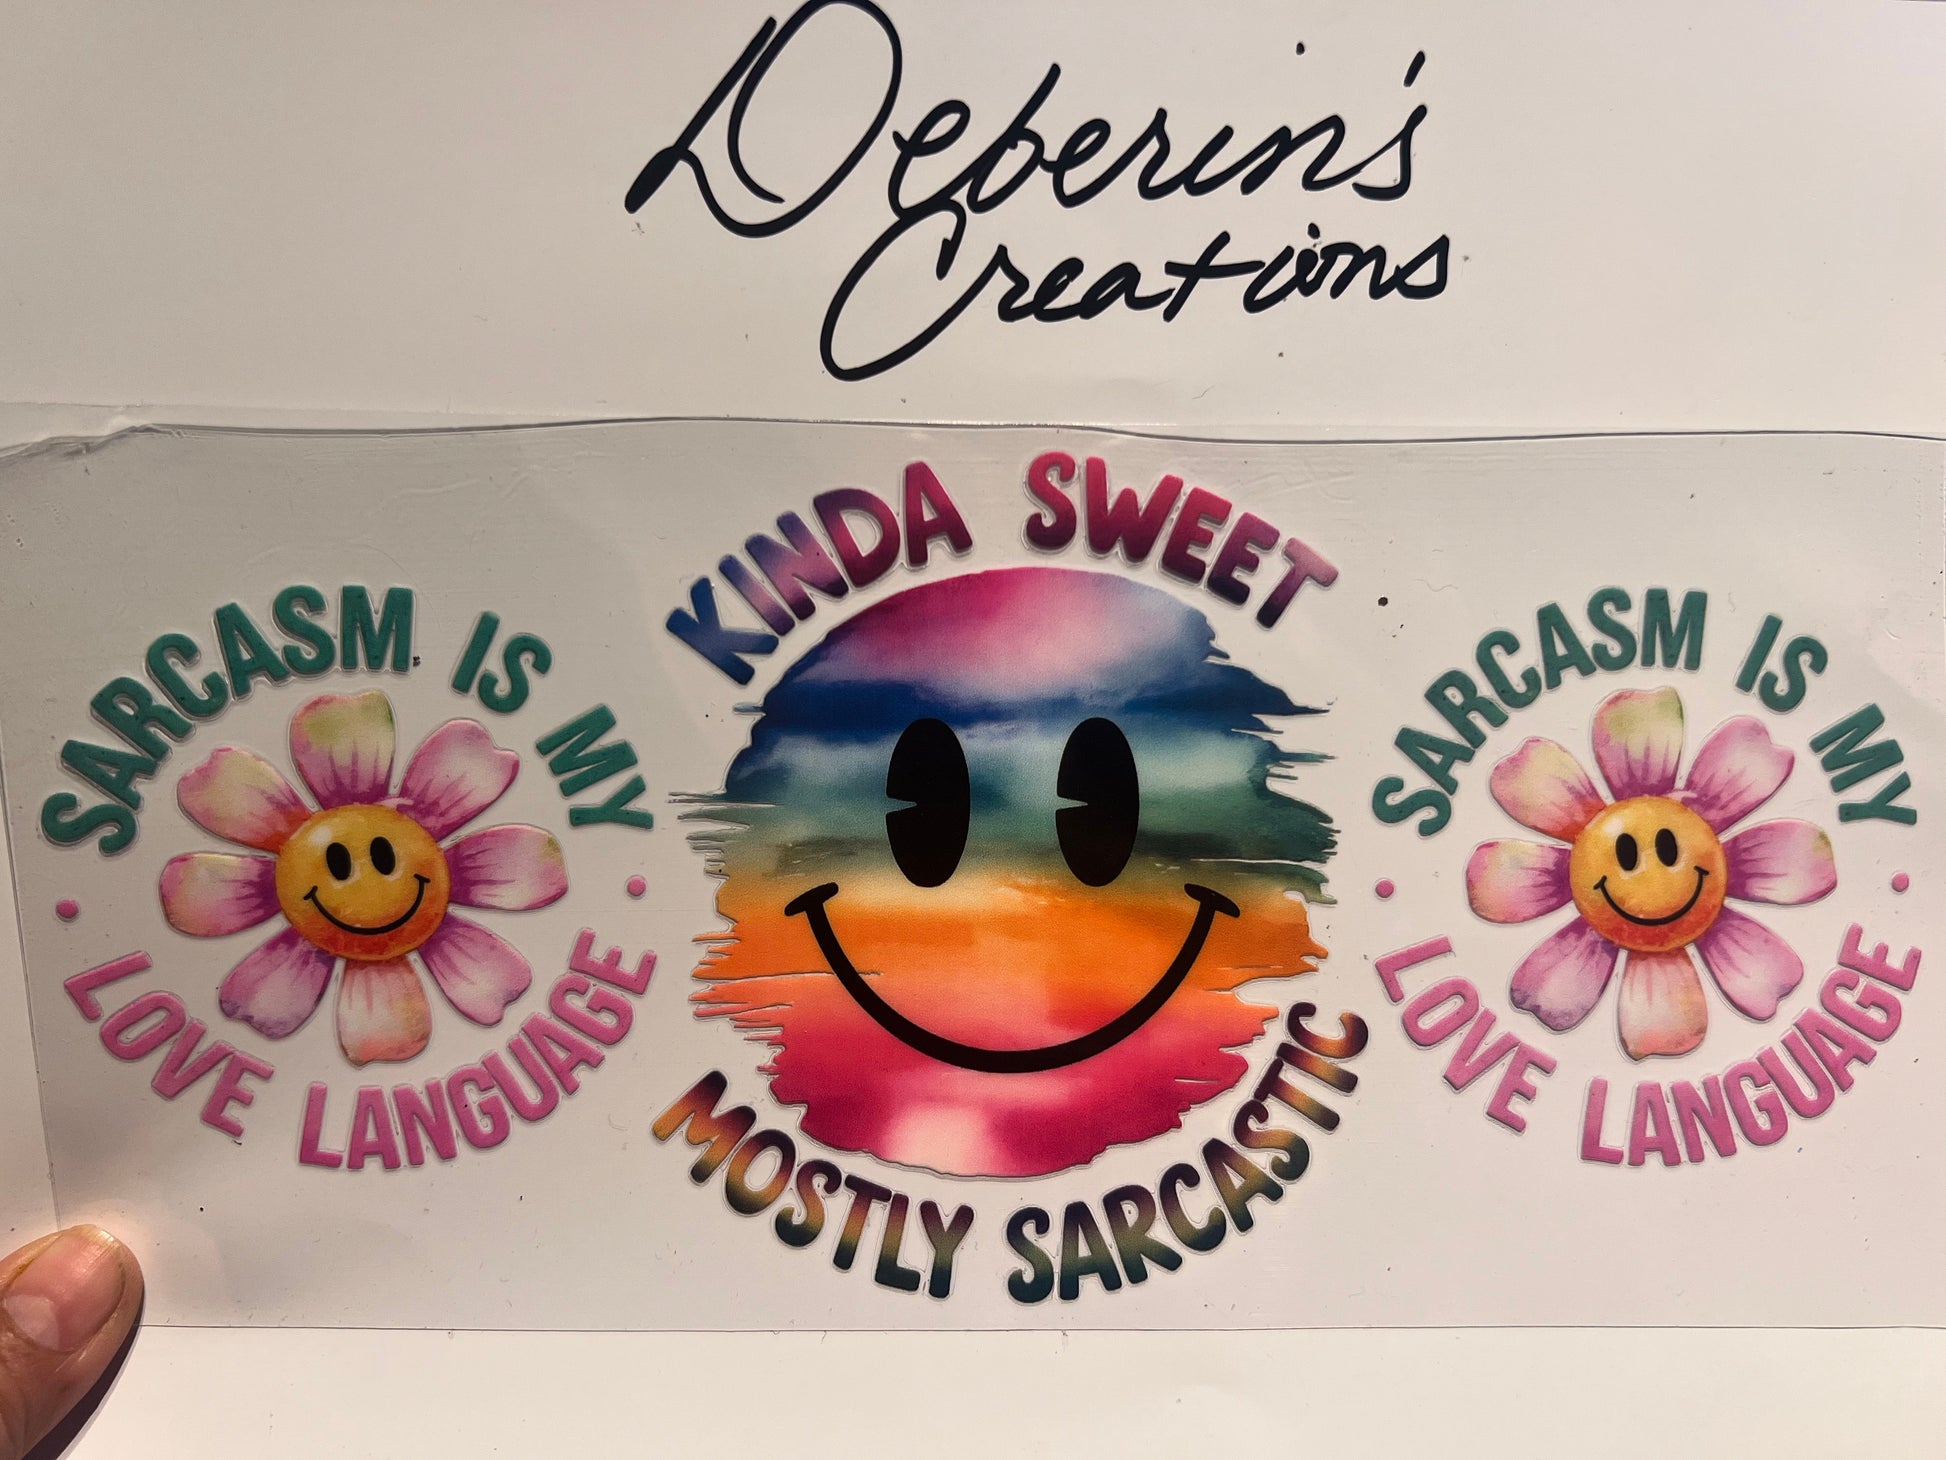 Deberin's
Creations
SARCASM IS MY
LOVE LANGUAGE
KINDA SWEET
MOSTLY SARCASTIC
SARCASM IS MY
LOVE LANGUAGE